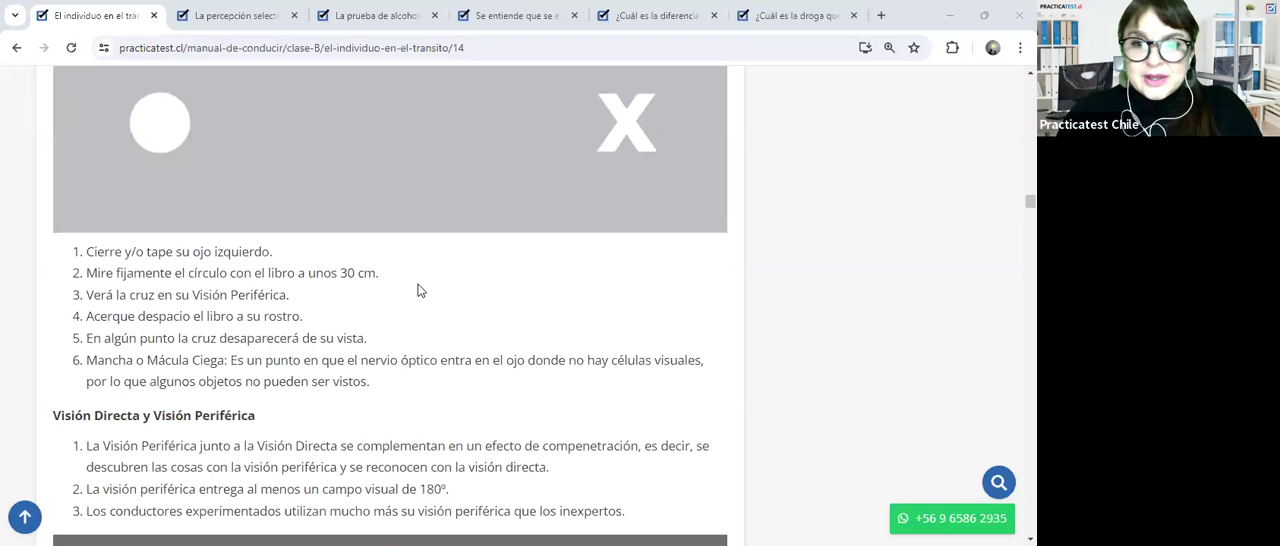 El individuo en el trán
La percepción selecti
La prueba de alcohole
Se entiende que se e
¿Cuál es la diferencie
¿Cuál es la droga que
practicatest.cl/manual-de-conducir/clase-B/el-individuo-en-el-transito/14
PRACTICATEST.cl
Practicatest Chile
X
1. Cierre y/o tape su ojo izquierdo.
2. Mire fijamente el círculo con el libro a unos 30 cm.
3. Verá la cruz en su Visión Periférica.
4. Acerque despacio el libro a su rostro.
5. En algún punto la cruz desaparecerá de su vista.
6. Mancha o Mácula Ciega: Es un punto en que el nervio óptico entra en el ojo donde no hay células visuales,
por lo que algunos objetos no pueden ser vistos.
Visión Directa y Visión Periférica
1. La Visión Periférica junto a la Visión Directa se complementan en un efecto de compenetración, es decir, se
descubren las cosas con la visión periférica y se reconocen con la visión directa.
2. La visión periférica entrega al menos un campo visual de 180º.
3. Los conductores experimentados utilizan mucho más su visión periférica que los inexpertos.
+56 9 6586 2935